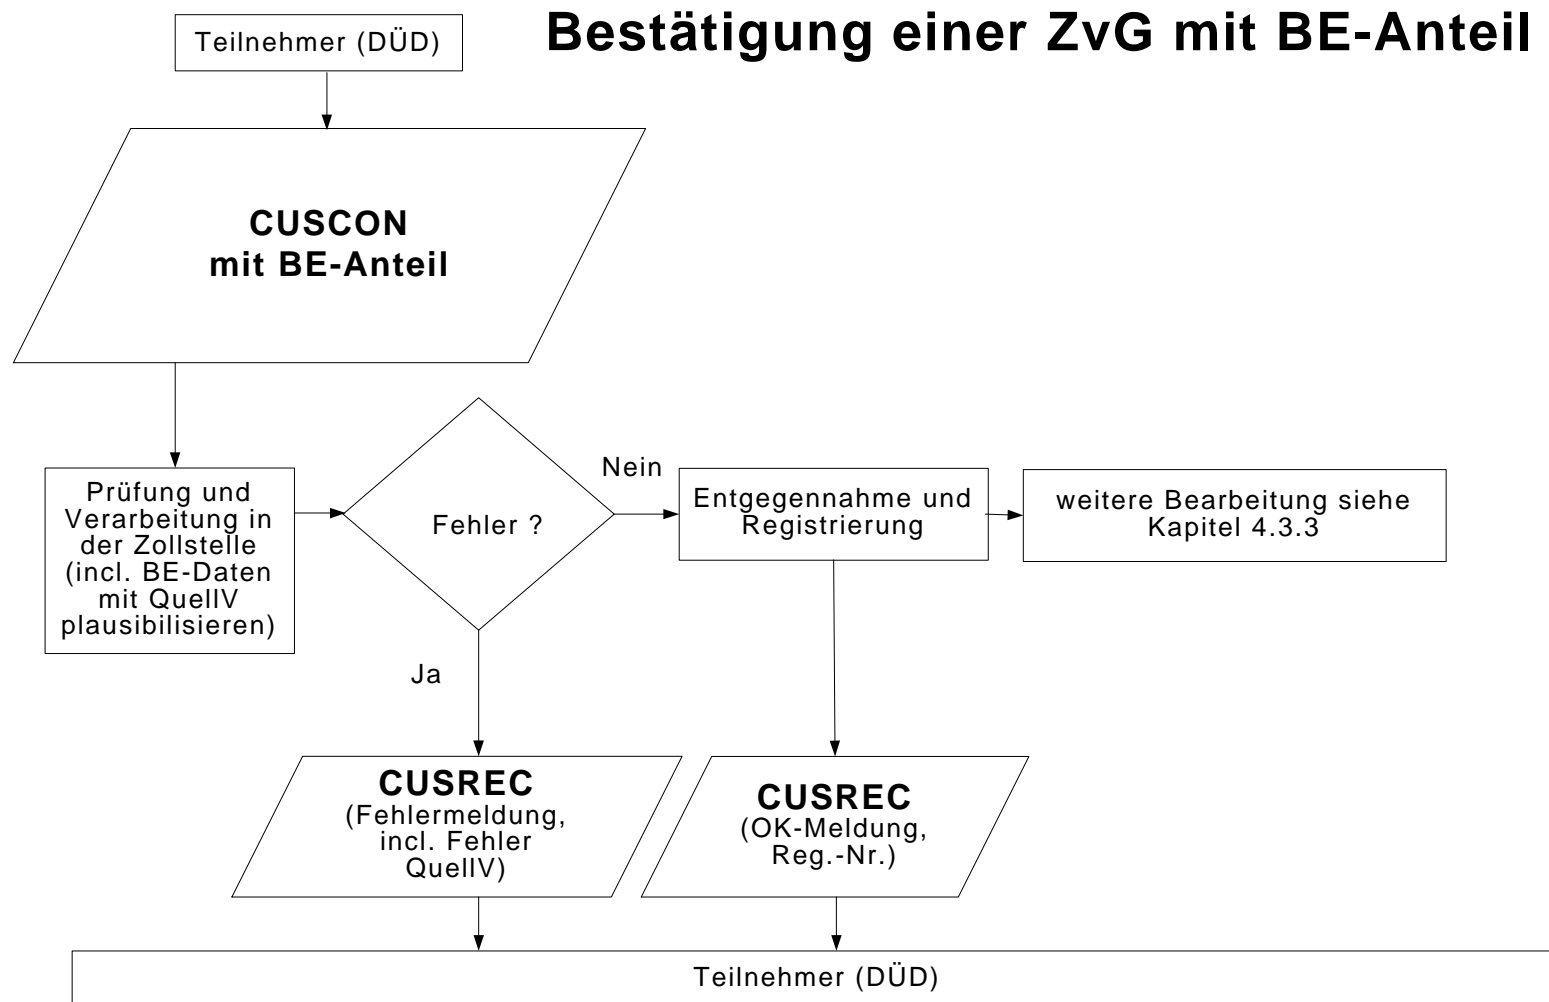 Bestätigung einer ZvG mit BE-Anteil
Teilnehmer (DÜD)
CUSCON
mit BE-Anteil
Prüfung und
Verarbeitung in
der Zollstelle
(incl. BE-Daten
mit QuellV
plausibilisieren)
Fehler ?
Nein
Entgegennahme und
Registrierung
weitere Bearbeitung siehe
Kapitel 4.3.3
Ja
CUSREC
(Fehlermeldung,
incl. Fehler
QuellV)
CUSREC
(OK-Meldung,
Reg.-Nr.)
Teilnehmer (DÜD)